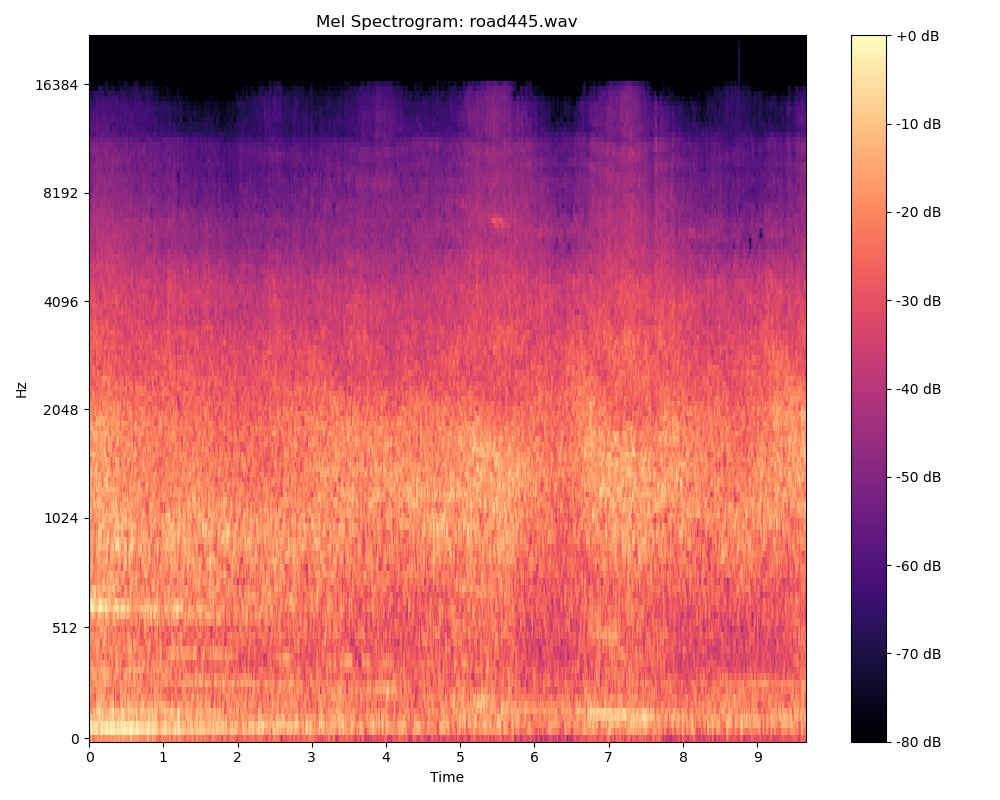 Mel Spectrogram: road445.wav
+0 dB
16384
-10 dB
8192
-20 dB
4096
-30 dB
Hz
2048
-40 dB
1024
-50 dB
512
-60 dB
0
-70 dB
-80 dB
0 1 2 3 4 5 6 7 8 9
Time